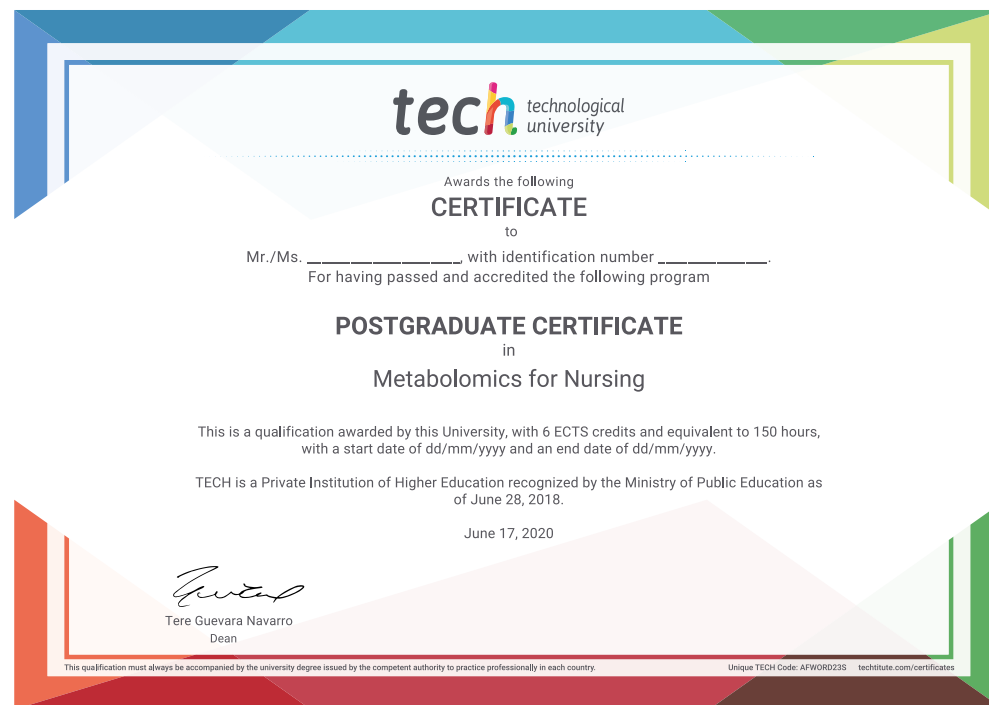 tech technological
university
Awards the following
CERTIFICATE
to
Mr./Ms. __________________, with identification number _____________.
For having passed and accredited the following program
POSTGRADUATE CERTIFICATE
in
Metabolomics for Nursing
This is a qualification awarded by this University, with 6 ECTS credits and equivalent to 150 hours,
with a start date of dd/mm/yyyy and an end date of dd/mm/yyyy.
TECH is a Private Institution of Higher Education recognized by the Ministry of Public Education as
of June 28, 2018.
June 17, 2020
Tere Guevara Navarro
Dean
This qualification must always be accompanied by the university degree issued by the competent authority to practice professionally in each country.
Unique TECH Code: AFWORD23S techtitute.com/certificates